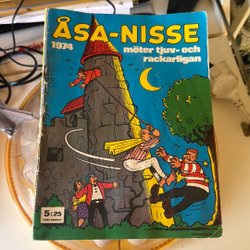 ÅSA-NISSE
1974
möter tjuv- och
rackarligan
5:25